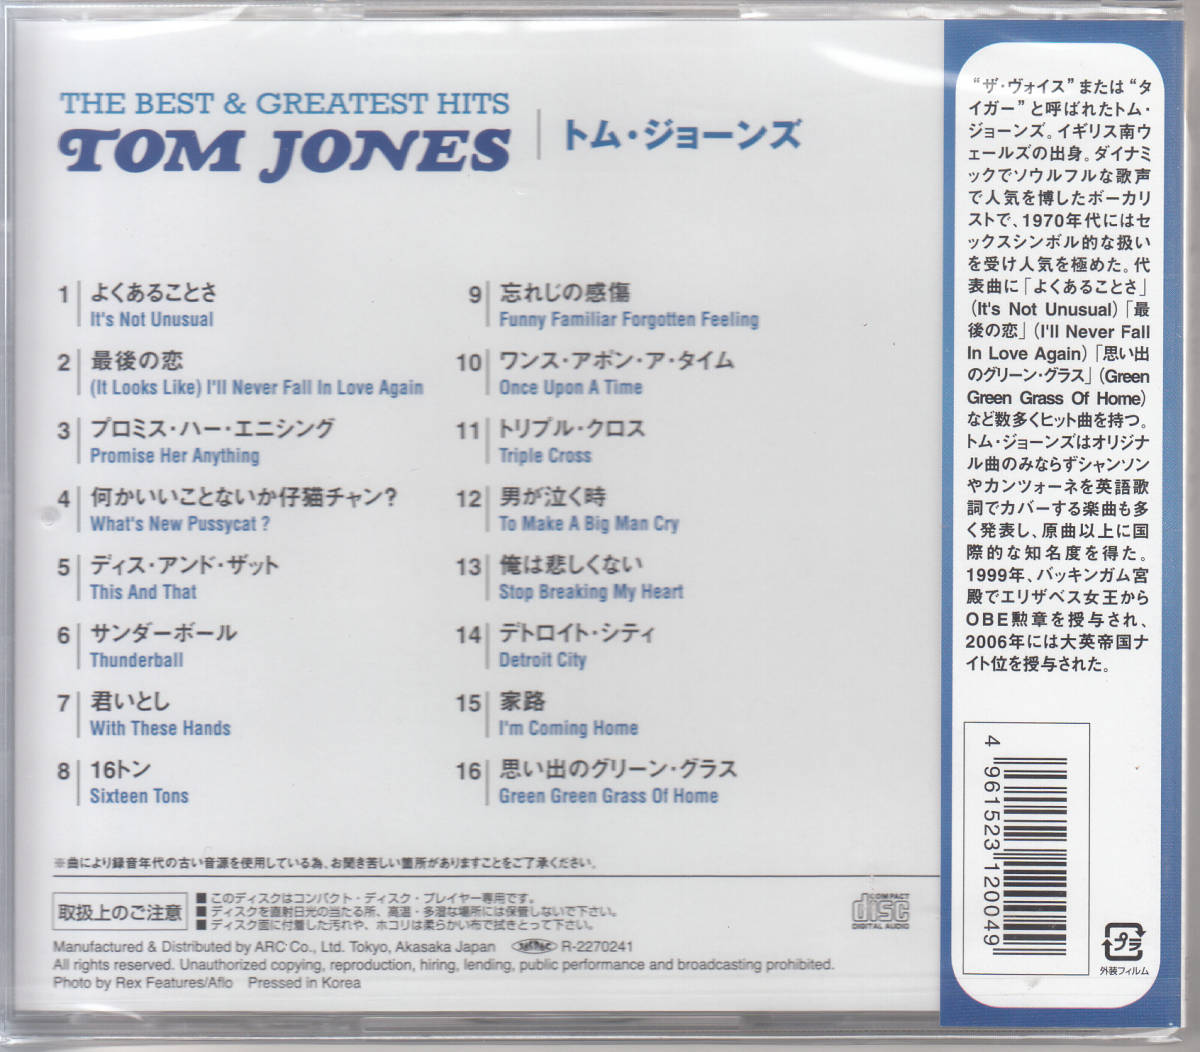 THE BEST & GREATEST HITS
TOM JONES
トム・ジョーンズ
1 よくあることさ
It's Not Unusual
2 最後の恋
(It Looks Like) I'll Never Fall In Love Again
3 プロミス・ハー・エニシング
Promise Her Anything
4 何かいいことないか仔猫チャン?
What's New Pussycat ?
5 ディス・アンド・ザット
This And That
6 サンダーボール
Thunderball
7 君いとし
With These Hands
8 16トン
Sixteen Tons
9 忘れじの感傷
Funny Familiar Forgotten Feeling
10 ワンス・アポン・ア・タイム
Once Upon A Time
11 トリプル・クロス
Triple Cross
12 男が泣く時
To Make A Big Man Cry
13 俺は悲しくない
Stop Breaking My Heart
14 デトロイト・シティ
Detroit City
15 家路
I'm Coming Home
16 思い出のグリーン・グラス
Green Green Grass Of Home
※曲により録音年代の古い音源を使用している為、お聞き苦しい箇所がありますことをご了承ください。
取扱上のご注意
■ このディスクはコンパクト・ディスク・プレイヤー専用です。
■ ディスクを直射日光の当たる所、高温・多湿な場所には保管しないで下さい。
■ ディスク面に付着した汚れや、ホコリは柔らかい布で拭きとって下さい。
COMPACT
disc
DIGITAL AUDIO
Manufactured & Distributed by ARC Co., Ltd. Tokyo, Akasaka Japan JASRAC R-2270241
All rights reserved. Unauthorized copying, reproduction, hiring, lending, public performance and broadcasting prohibited.
Photo by Rex Features/Aflo Pressed in Korea
“ザ・ヴォイス”または“タ
イガー”と呼ばれたトム・
ジョーンズ。イギリス南ウ
ェールズの出身。ダイナミ
ックでソウルフルな歌声
で人気を博したボーカリ
ストで、1970年代にはセ
ックスシンボル的な扱い
を受け人気を極めた。代
表曲に「よくあることさ」
(It's Not Unusual)「最
後の恋」(I'll Never Fall
In Love Again)「思い出
のグリーン・グラス」(Green
Green Grass Of Home)
など数多くヒット曲を持つ。
トム・ジョーンズはオリジナ
ル曲のみならずシャンソン
やカンツォーネを英語歌
詞でカバーする楽曲も多
く発表し、原曲以上に国
際的な知名度を得た。
1999年、バッキンガム宮
殿でエリザベス女王から
OBE勲章を授与され、
2006年には大英帝国ナ
イト位を授与された。
4 961523 120049
プラ
外装フィルム